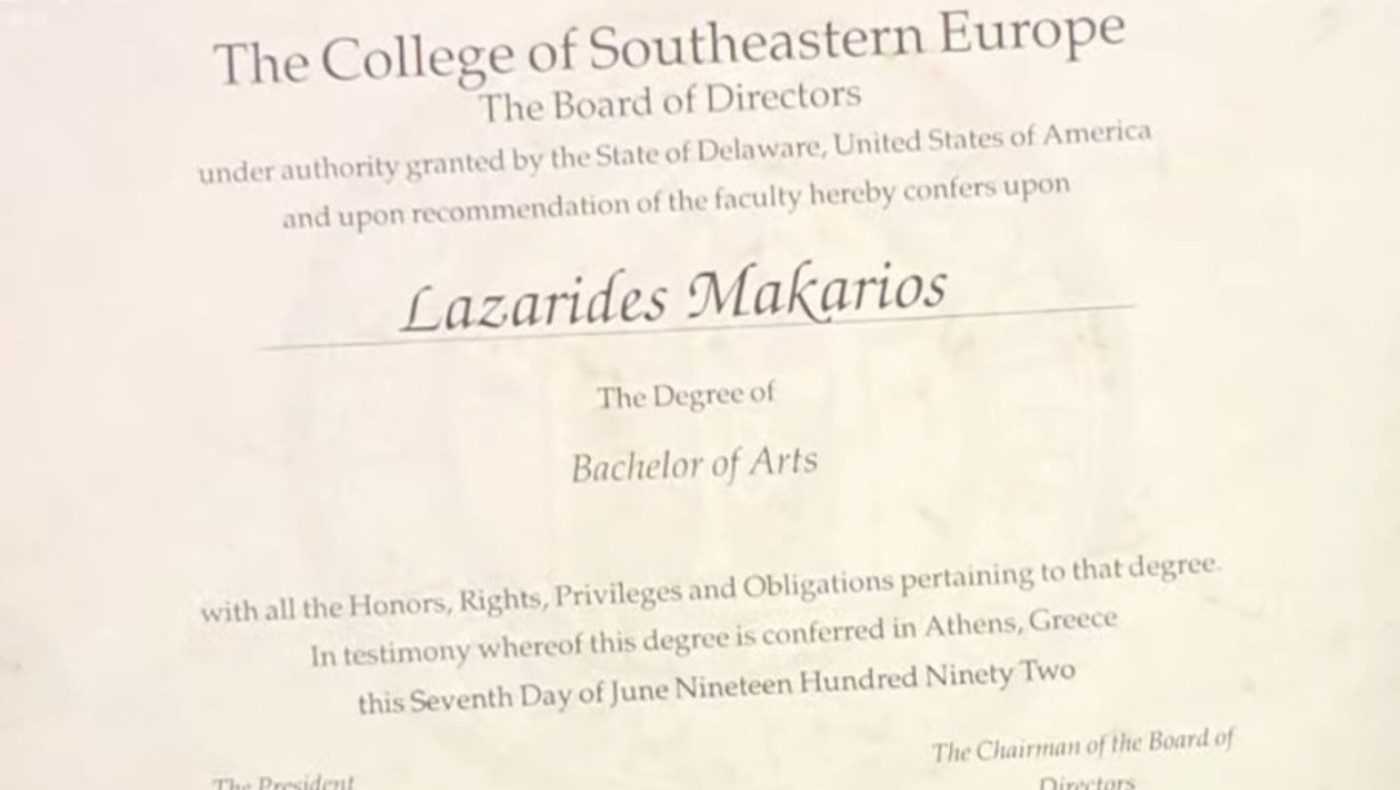 The College of Southeastern Europe
The Board of Directors
under authority granted by the State of Delaware, United States of America
and upon recommendation of the faculty hereby confers upon
Lazarides Makarios
The Degree of
Bachelor of Arts
with all the Honors, Rights, Privileges and Obligations pertaining to that degree.
In testimony whereof this degree is conferred in Athens, Greece
this Seventh Day of June Nineteen Hundred Ninety Two
The President
The Chairman of the Board of
Directors